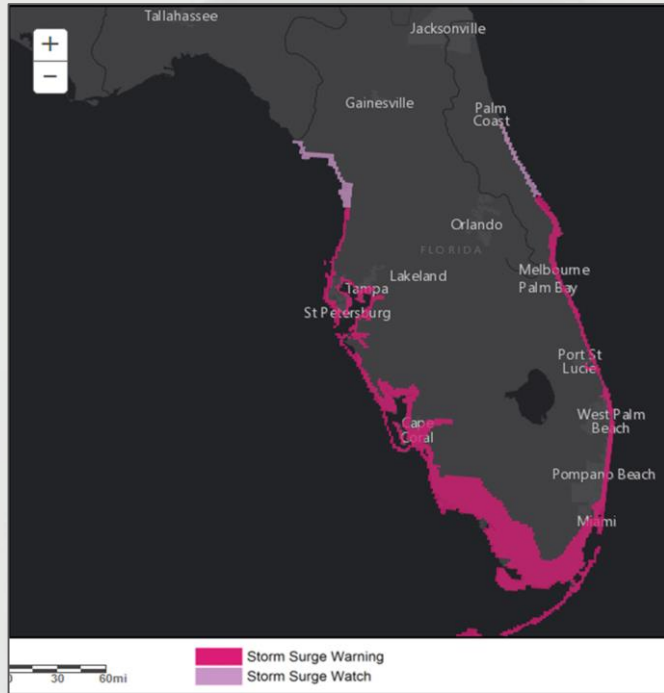 Tallahassee
Jacksonville
+
−
Gainesville
Palm
Coast
Orlando
FLORIDA
Lakeland
Melbourne
Tampa
Palm Bay
St Petersburg
Port St
Lucie
Cape
Coral
West Palm
Beach
Pompano Beach
Miami
0 30 60mi
Storm Surge Warning
Storm Surge Watch